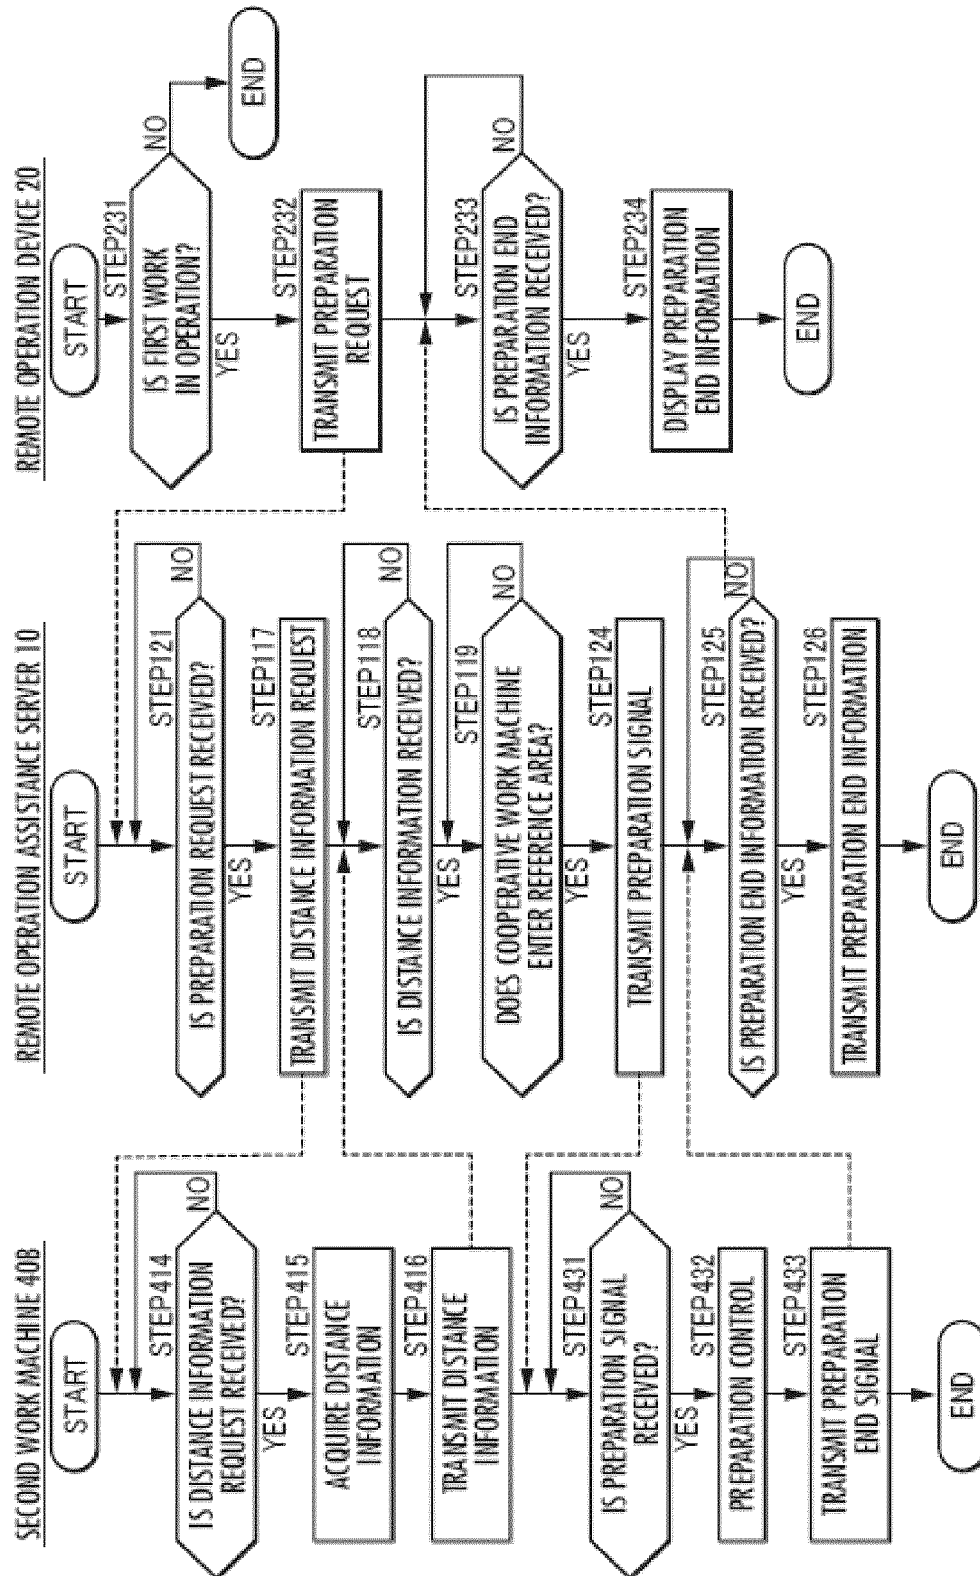 SECOND WORK MACHINE 40B
START
STEP414
IS DISTANCE INFORMATION
REQUEST RECEIVED?
NO
YES
STEP415
ACQUIRE DISTANCE
INFORMATION
STEP416
TRANSMIT DISTANCE
INFORMATION
STEP431
IS PREPARATION SIGNAL
RECEIVED?
NO
YES
STEP432
PREPARATION CONTROL
STEP433
TRANSMIT PREPARATION
END SIGNAL
END
REMOTE OPERATION ASSISTANCE SERVER 10
START
STEP121
IS PREPARATION REQUEST RECEIVED?
NO
YES
STEP117
TRANSMIT DISTANCE INFORMATION REQUEST
STEP118
IS DISTANCE INFORMATION RECEIVED?
NO
YES
STEP119
DOES COOPERATIVE WORK MACHINE
ENTER REFERENCE AREA?
NO
YES
STEP124
TRANSMIT PREPARATION SIGNAL
STEP125
IS PREPARATION END INFORMATION RECEIVED?
NO
YES
STEP126
TRANSMIT PREPARATION END INFORMATION
END
REMOTE OPERATION DEVICE 20
START
STEP231
IS FIRST WORK
IN OPERATION?
NO
END
YES
STEP232
TRANSMIT PREPARATION
REQUEST
STEP233
IS PREPARATION END
INFORMATION RECEIVED?
NO
YES
STEP234
DISPLAY PREPARATION
END INFORMATION
END